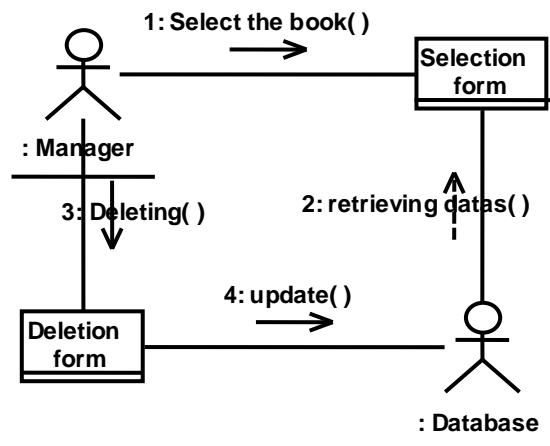 1: Select the book( )
Selection
form
: Manager
3: Deleting( )
2: retrieving datas( )
4: update( )
Deletion
form
: Database